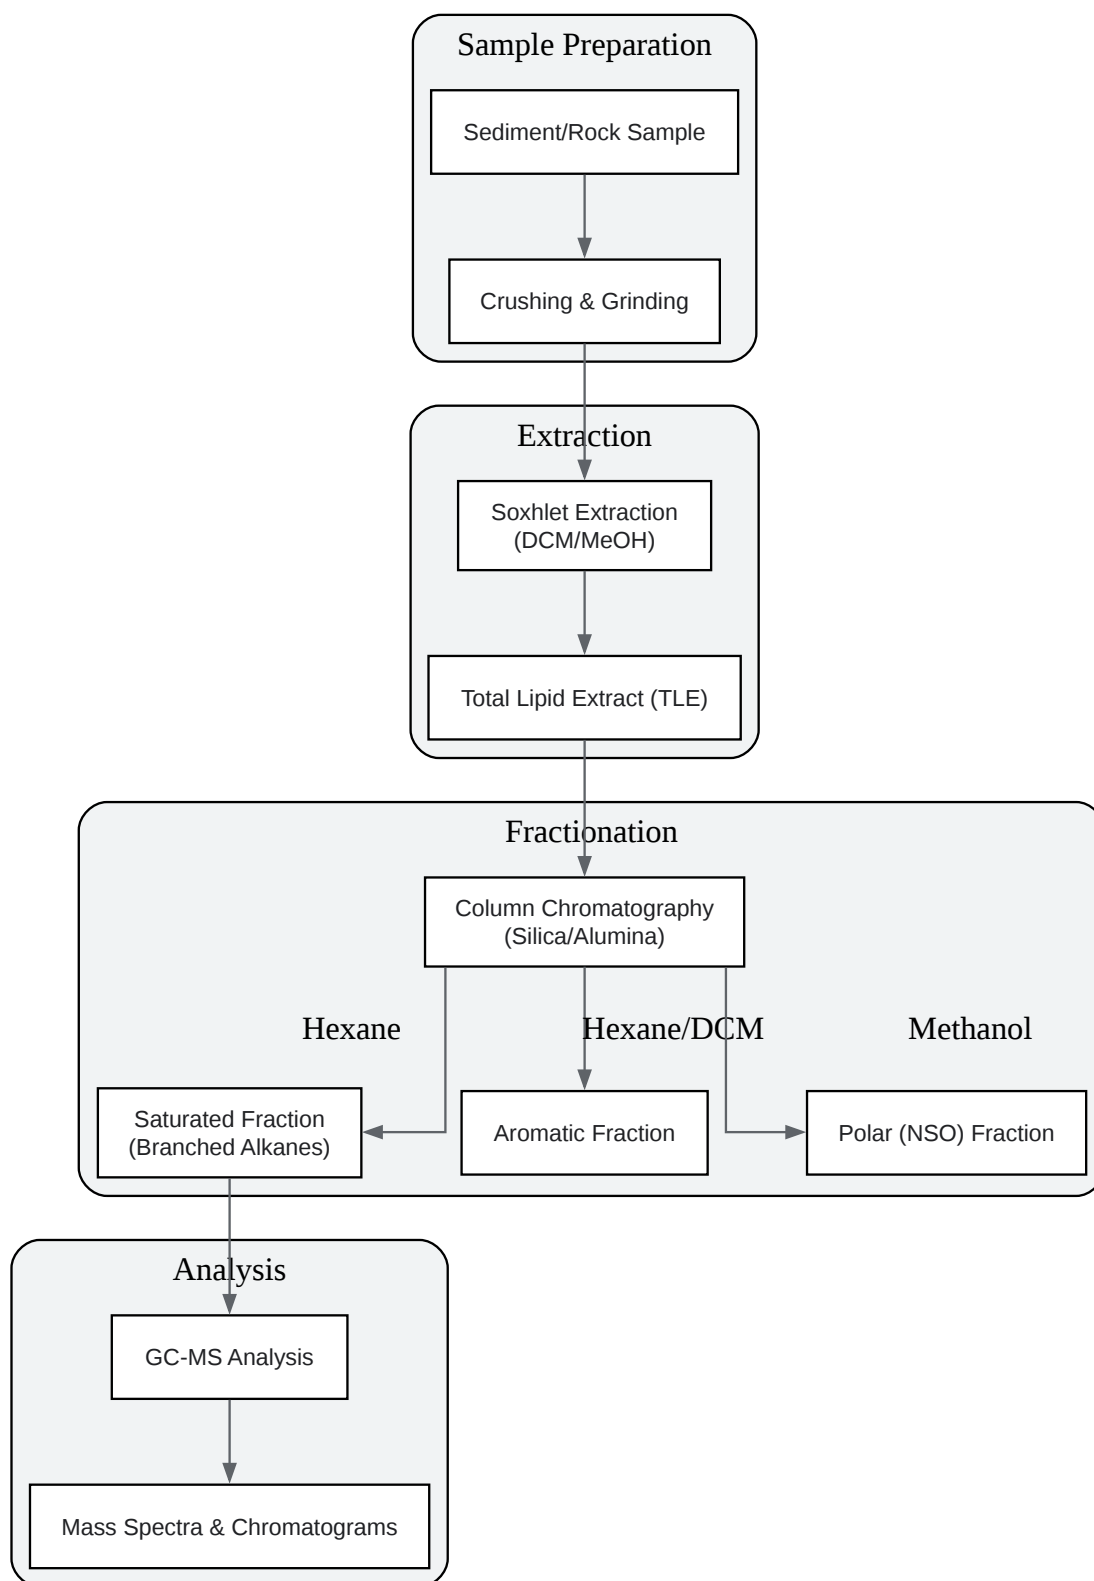 Sample Preparation
Sediment/Rock Sample
Crushing & Grinding
Extraction
Soxhlet Extraction
(DCM/MeOH)
Total Lipid Extract (TLE)
Fractionation
Column Chromatography
(Silica/Alumina)
Hexane
Hexane/DCM
Methanol
Saturated Fraction
(Branched Alkanes)
Aromatic Fraction
Polar (NSO) Fraction
Analysis
GC-MS Analysis
Mass Spectra & Chromatograms